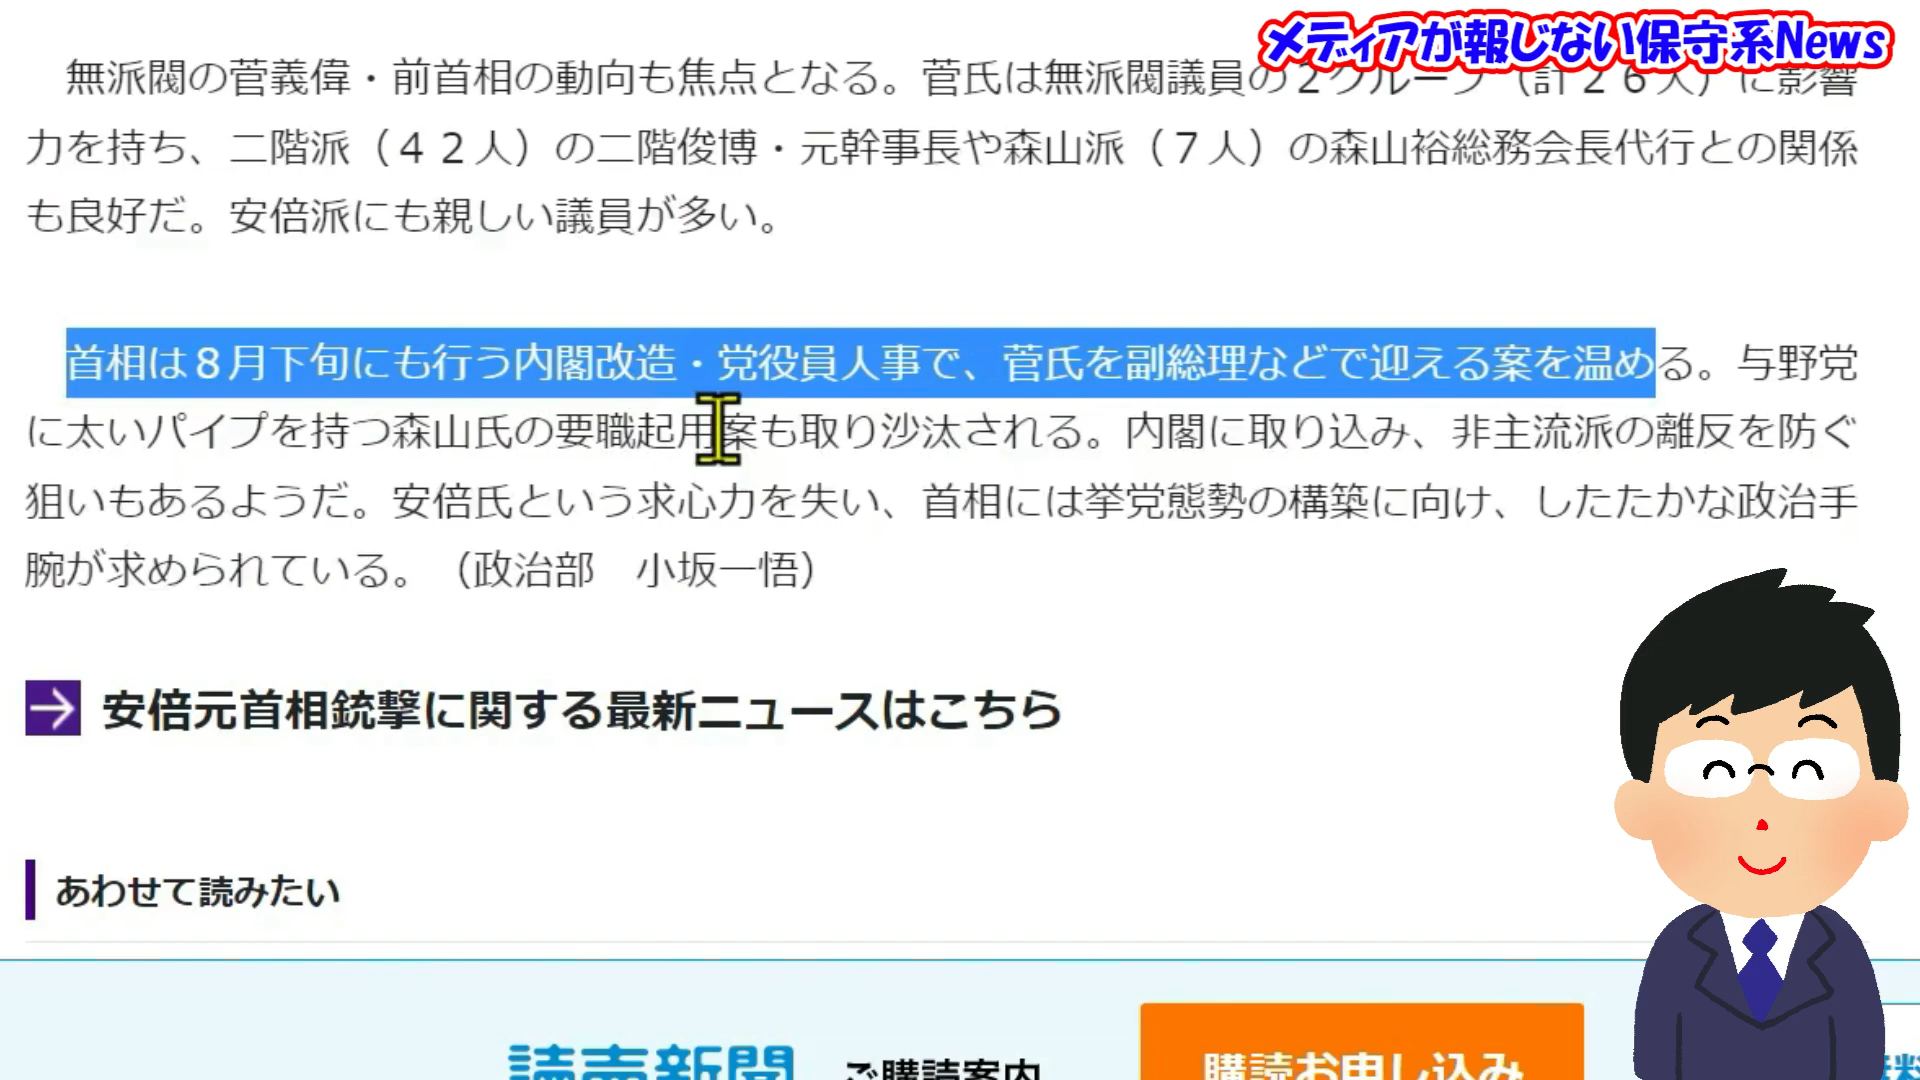 メディアが報じない保守系News
無派閥の菅義偉・前首相の動向も焦点となる。菅氏は無派閥議員の２グループ（計２６人）に影響
力を持ち、二階派（４２人）の二階俊博・元幹事長や森山派（７人）の森山裕総務会長代行との関係
も良好だ。安倍派にも親しい議員が多い。
首相は８月下旬にも行う内閣改造・党役員人事で、菅氏を副総理などで迎える案を温める。与野党
に太いパイプを持つ森山氏の要職起用案も取り沙汰される。内閣に取り込み、非主流派の離反を防ぐ
狙いもあるようだ。安倍氏という求心力を失い、首相には挙党態勢の構築に向け、したたかな政治手
腕が求められている。（政治部　小坂一悟）
安倍元首相銃撃に関する最新ニュースはこちら
あわせて読みたい
読売新聞 ご購読案内 購読お申し込み